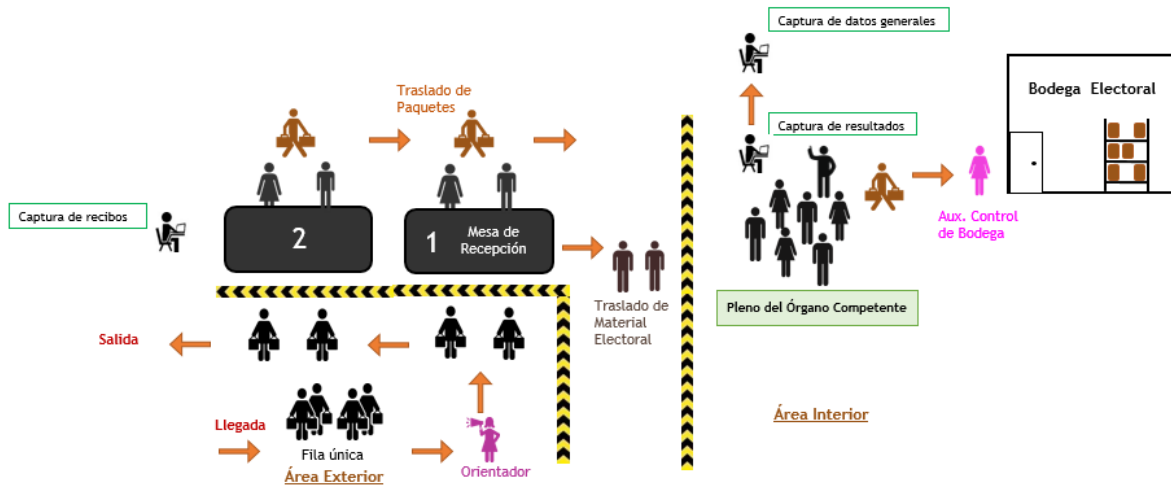 Captura de datos generales
Bodega Electoral
Traslado de
Paquetes
Captura de resultados
Captura de recibos
2
1
Mesa de
Recepción
Aux. Control
de Bodega
Traslado de
Material
Electoral
Pleno del Órgano Competente
Salida
Llegada
Fila única
Área Exterior
Orientador
Área Interior